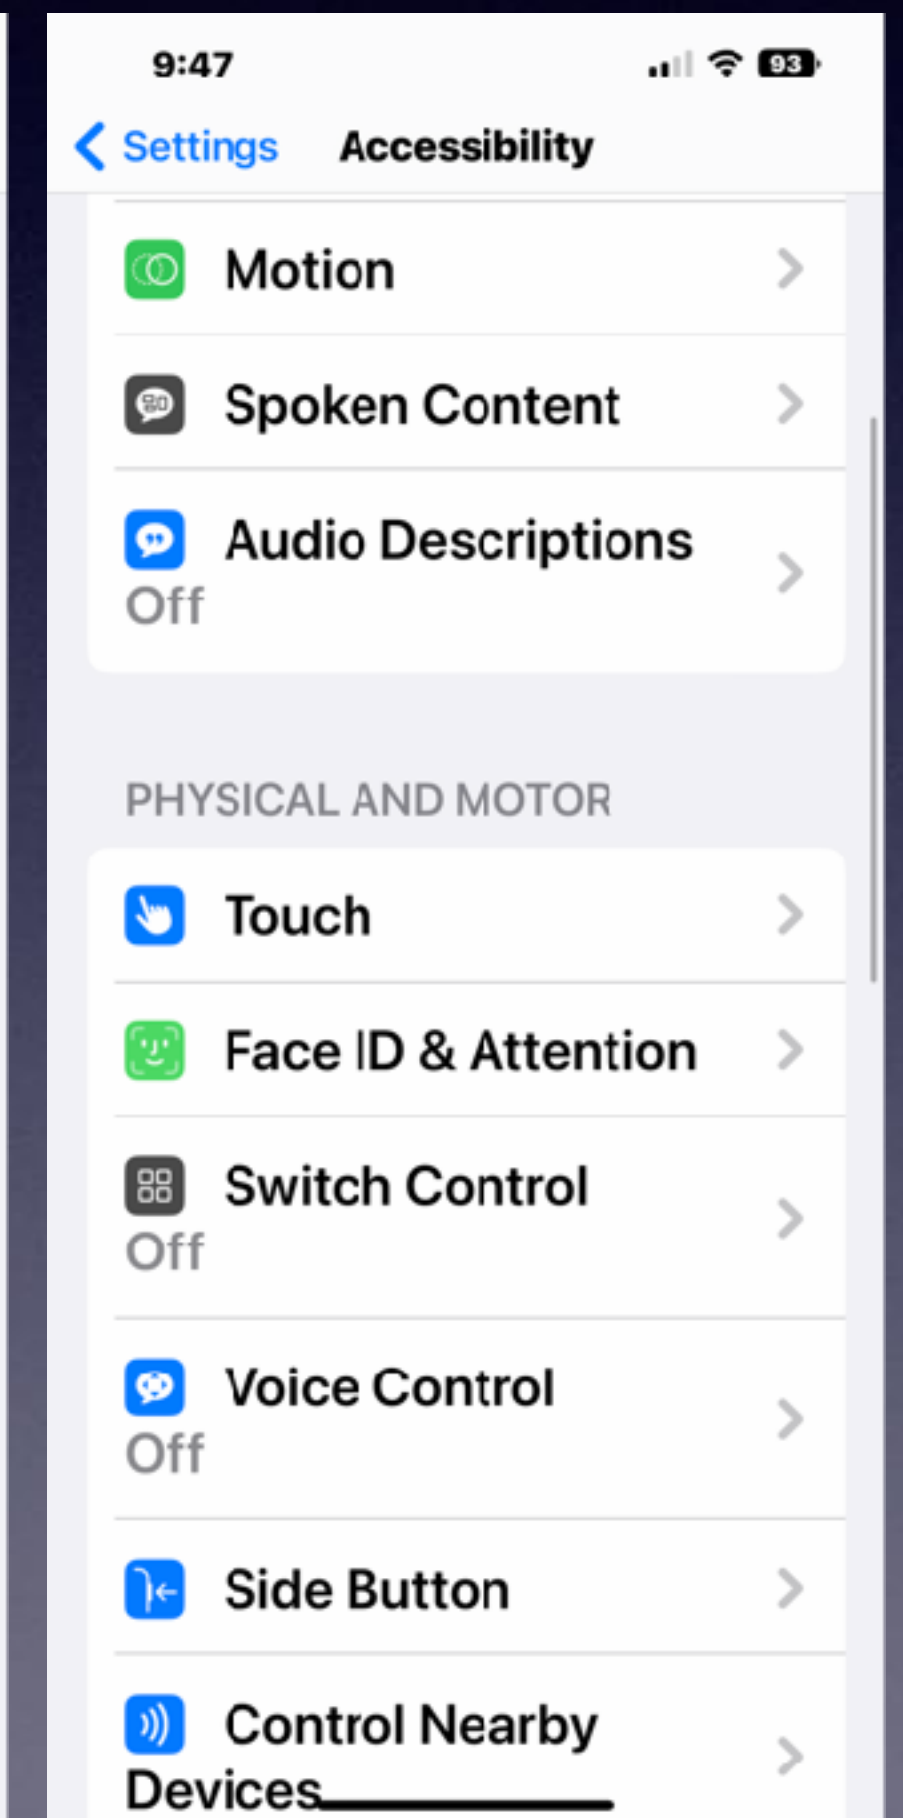 9:47
93
Settings Accessibility
Motion
Spoken Content
Audio Descriptions
Off
PHYSICAL AND MOTOR
Touch
Face ID & Attention
Switch Control
Off
Voice Control
Off
Side Button
Control Nearby
Devices